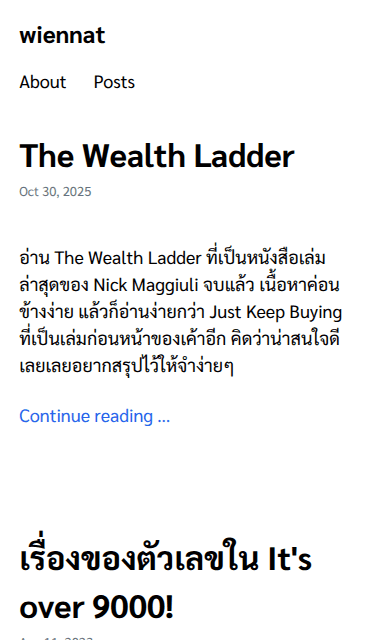 wiennat
About Posts
The Wealth Ladder
Oct 30, 2025
อ่าน The Wealth Ladder ที่เป็นหนังสือเล่ม
ล่าสุดของ Nick Maggiuli จบแล้ว เนื้อหาค่อน
ข้างง่าย แล้วก็อ่านง่ายกว่า Just Keep Buying
ที่เป็นเล่มก่อนหน้าของเค้าอีก คิดว่าน่าสนใจดี
เลยเลยอยากสรุปไว้ให้จำง่ายๆ
Continue reading ...
เรื่องของตัวเลขใน It's
over 9000!